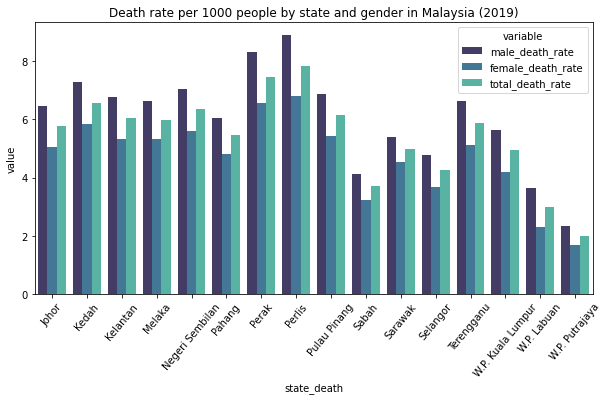 Death rate per 1000 people by state and gender in Malaysia (2019)
variable
male_death_rate
female_death_rate
total_death_rate
value
8
6
4
2
0
Johor
Kedah
Kelantan
Melaka
Negeri Sembilan
Pahang
Perak
Perlis
Pulau Pinang
Sabah
Sarawak
Selangor
Terengganu
W.P. Kuala Lumpur
W.P. Labuan
W.P. Putrajaya
state_death